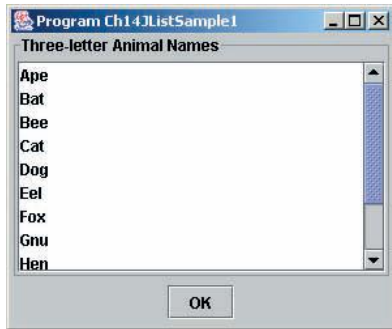 Program Ch14JListSample1
Three-letter Animal Names
Ape
Bat
Bee
Cat
Dog
Eel
Fox
Gnu
Hen
OK